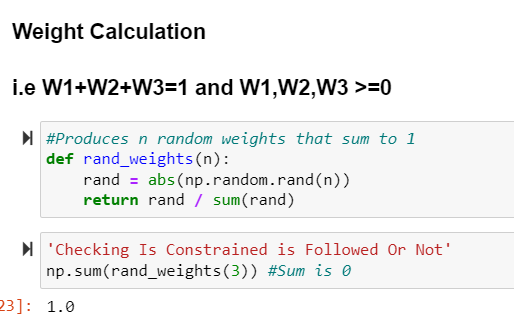 Weight Calculation
i.e W1+W2+W3=1 and W1,W2,W3 >=0
#Produces n random weights that sum to 1
def rand_weights(n):
    rand = abs(np.random.rand(n))
    return rand / sum(rand)
'Checking Is Constrained is Followed Or Not'
np.sum(rand_weights(3)) #Sum is 0
23]: 1.0